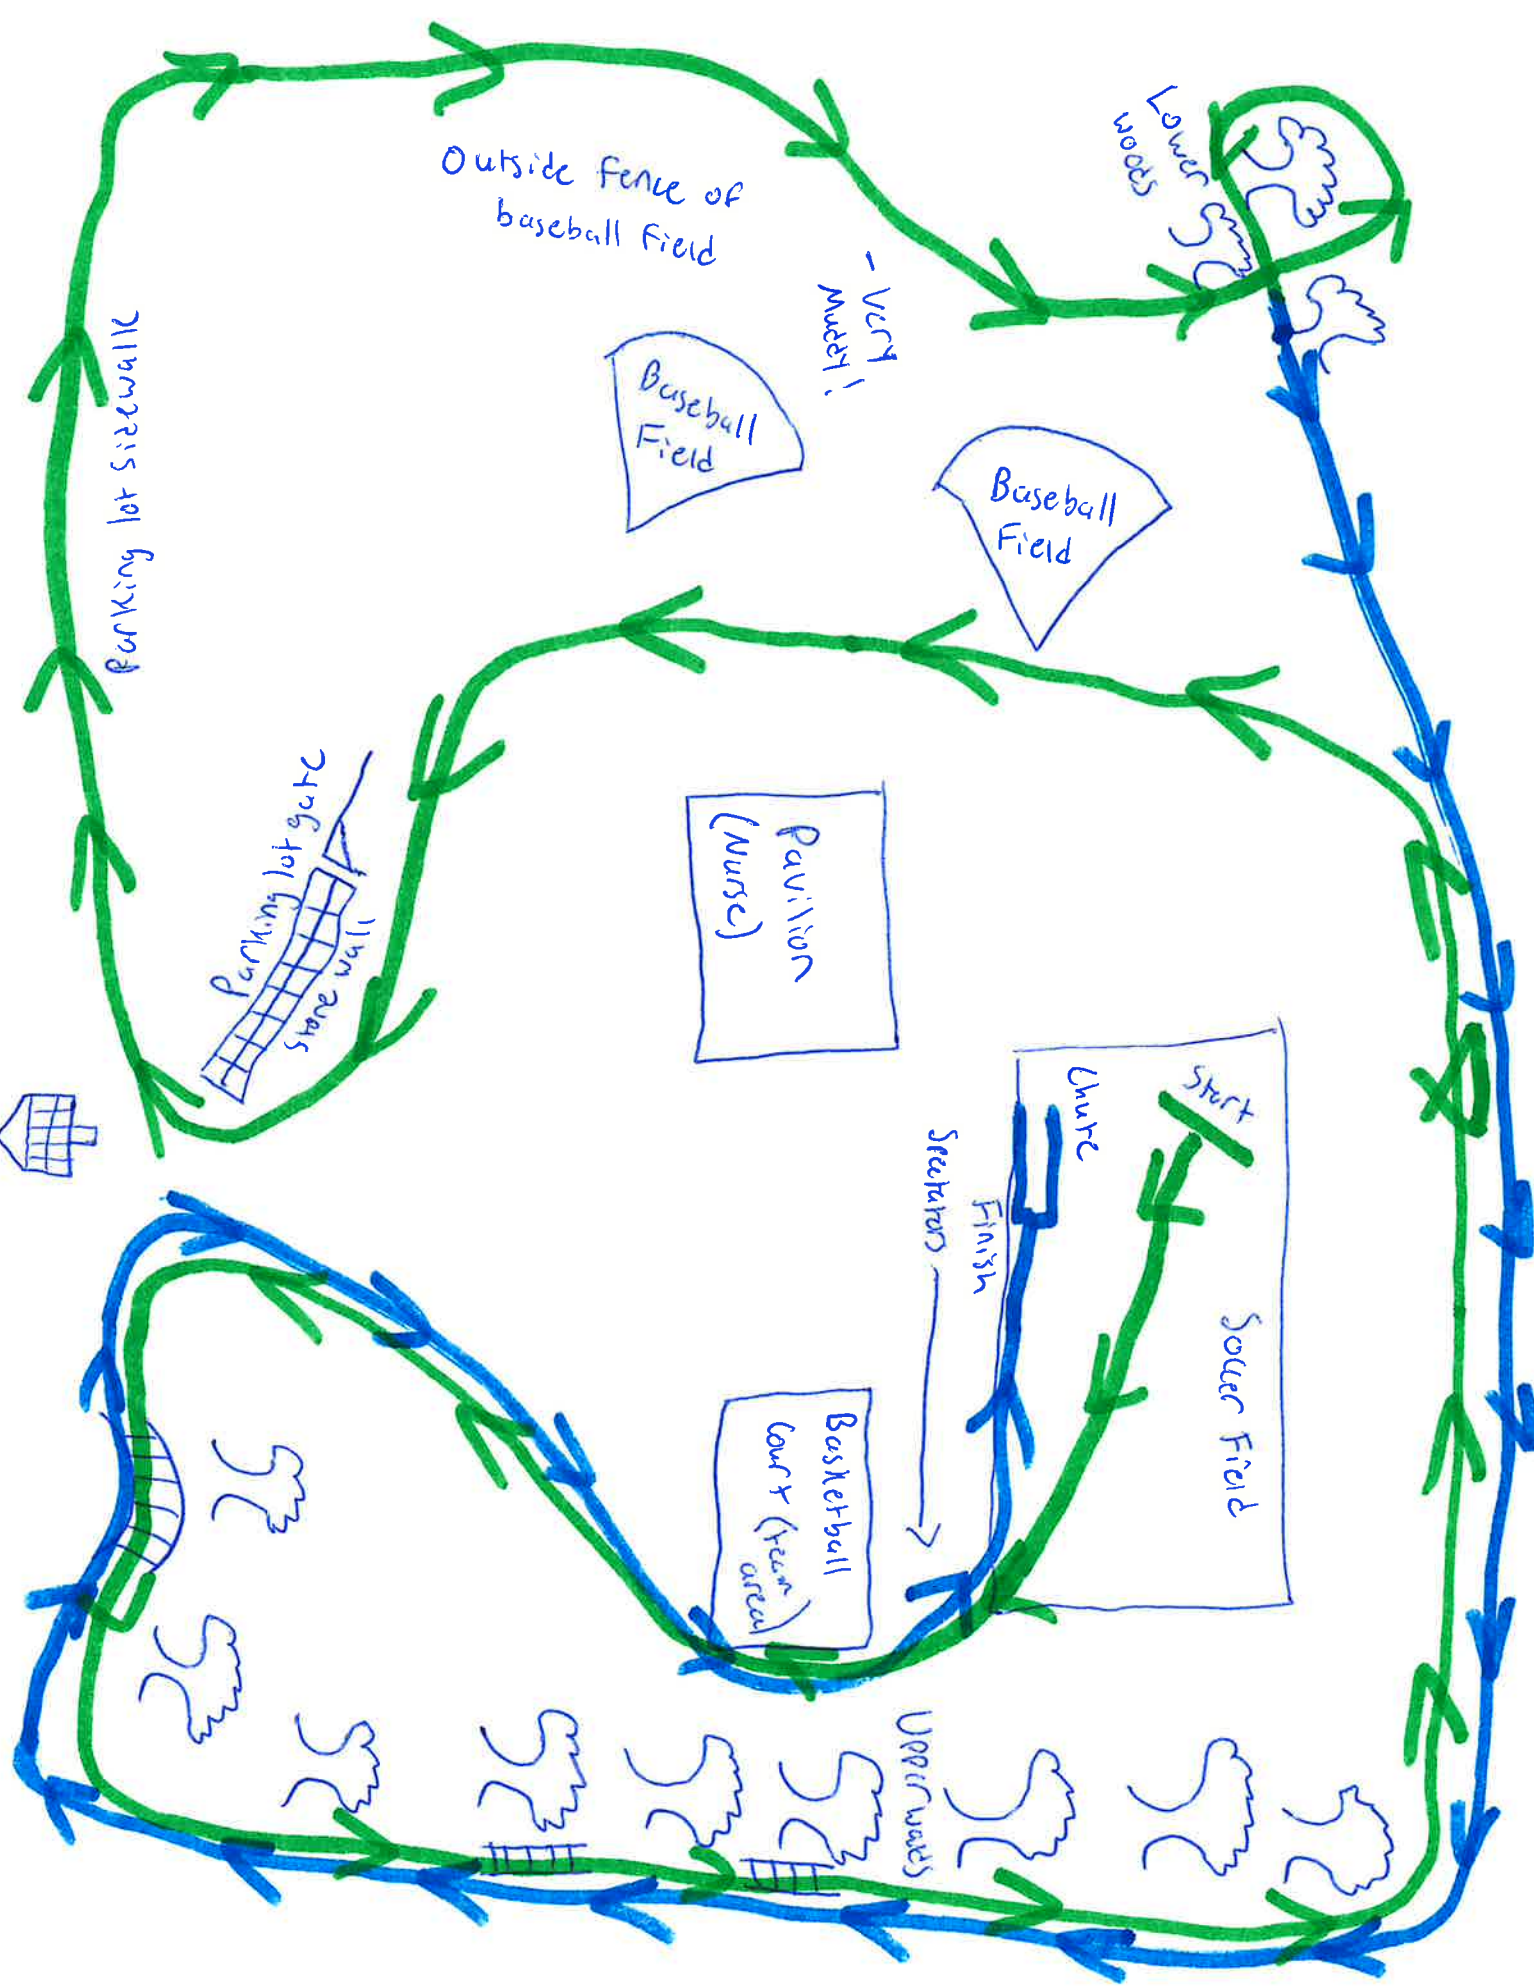 Lower
woods
Outside Fence of
baseball Field
- Very
Muddy!
Baseball
Field
Baseball
Field
Parking lot sizewalk
Parking lot gate
Stone wall
Pavilion
(Nurse)
Start
Chute
Finish
Spectators
Soccer Field
Basketball
Court (team
area)
Upper woods